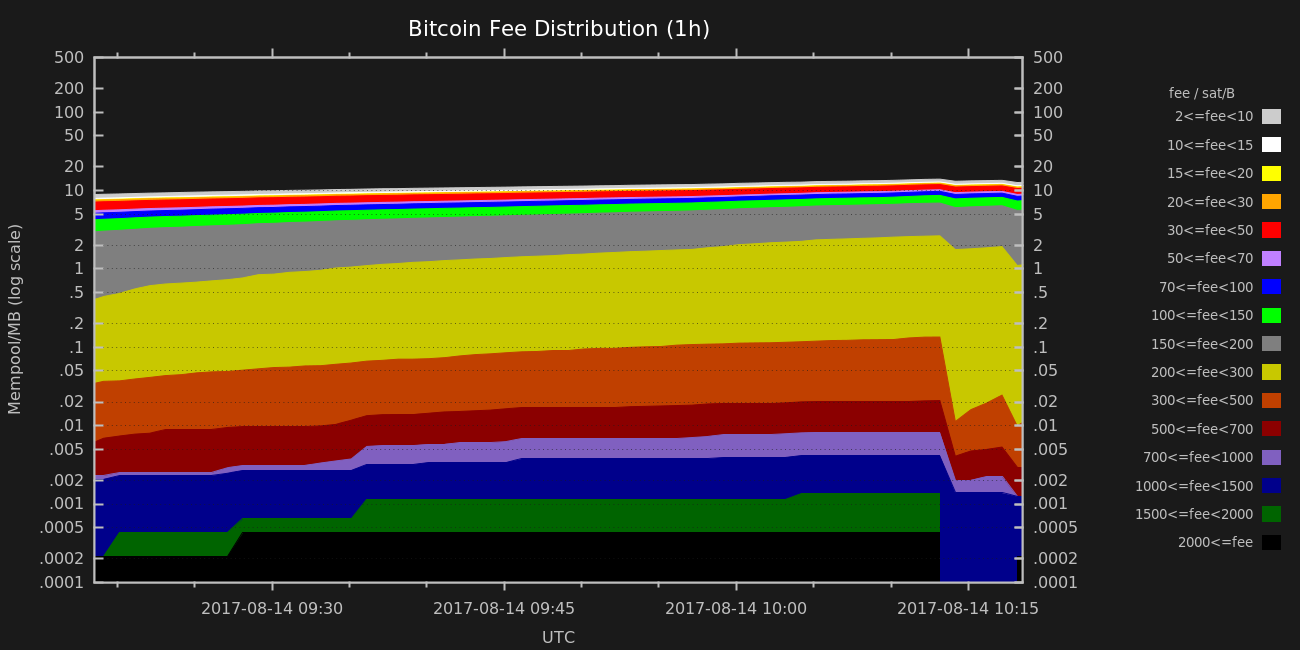 Bitcoin Fee Distribution (1h)
Mempool/MB (log scale)
500
200
100
50
20
10
5
2
1
.5
.2
.1
.05
.02
.01
.005
.002
.001
.0005
.0002
.0001
500
200
100
50
20
10
5
2
1
.5
.2
.1
.05
.02
.01
.005
.002
.001
.0005
.0002
.0001
2017-08-14 09:30
2017-08-14 09:45
2017-08-14 10:00
2017-08-14 10:15
UTC
fee / sat/B
2<=fee<10
10<=fee<15
15<=fee<20
20<=fee<30
30<=fee<50
50<=fee<70
70<=fee<100
100<=fee<150
150<=fee<200
200<=fee<300
300<=fee<500
500<=fee<700
700<=fee<1000
1000<=fee<1500
1500<=fee<2000
2000<=fee